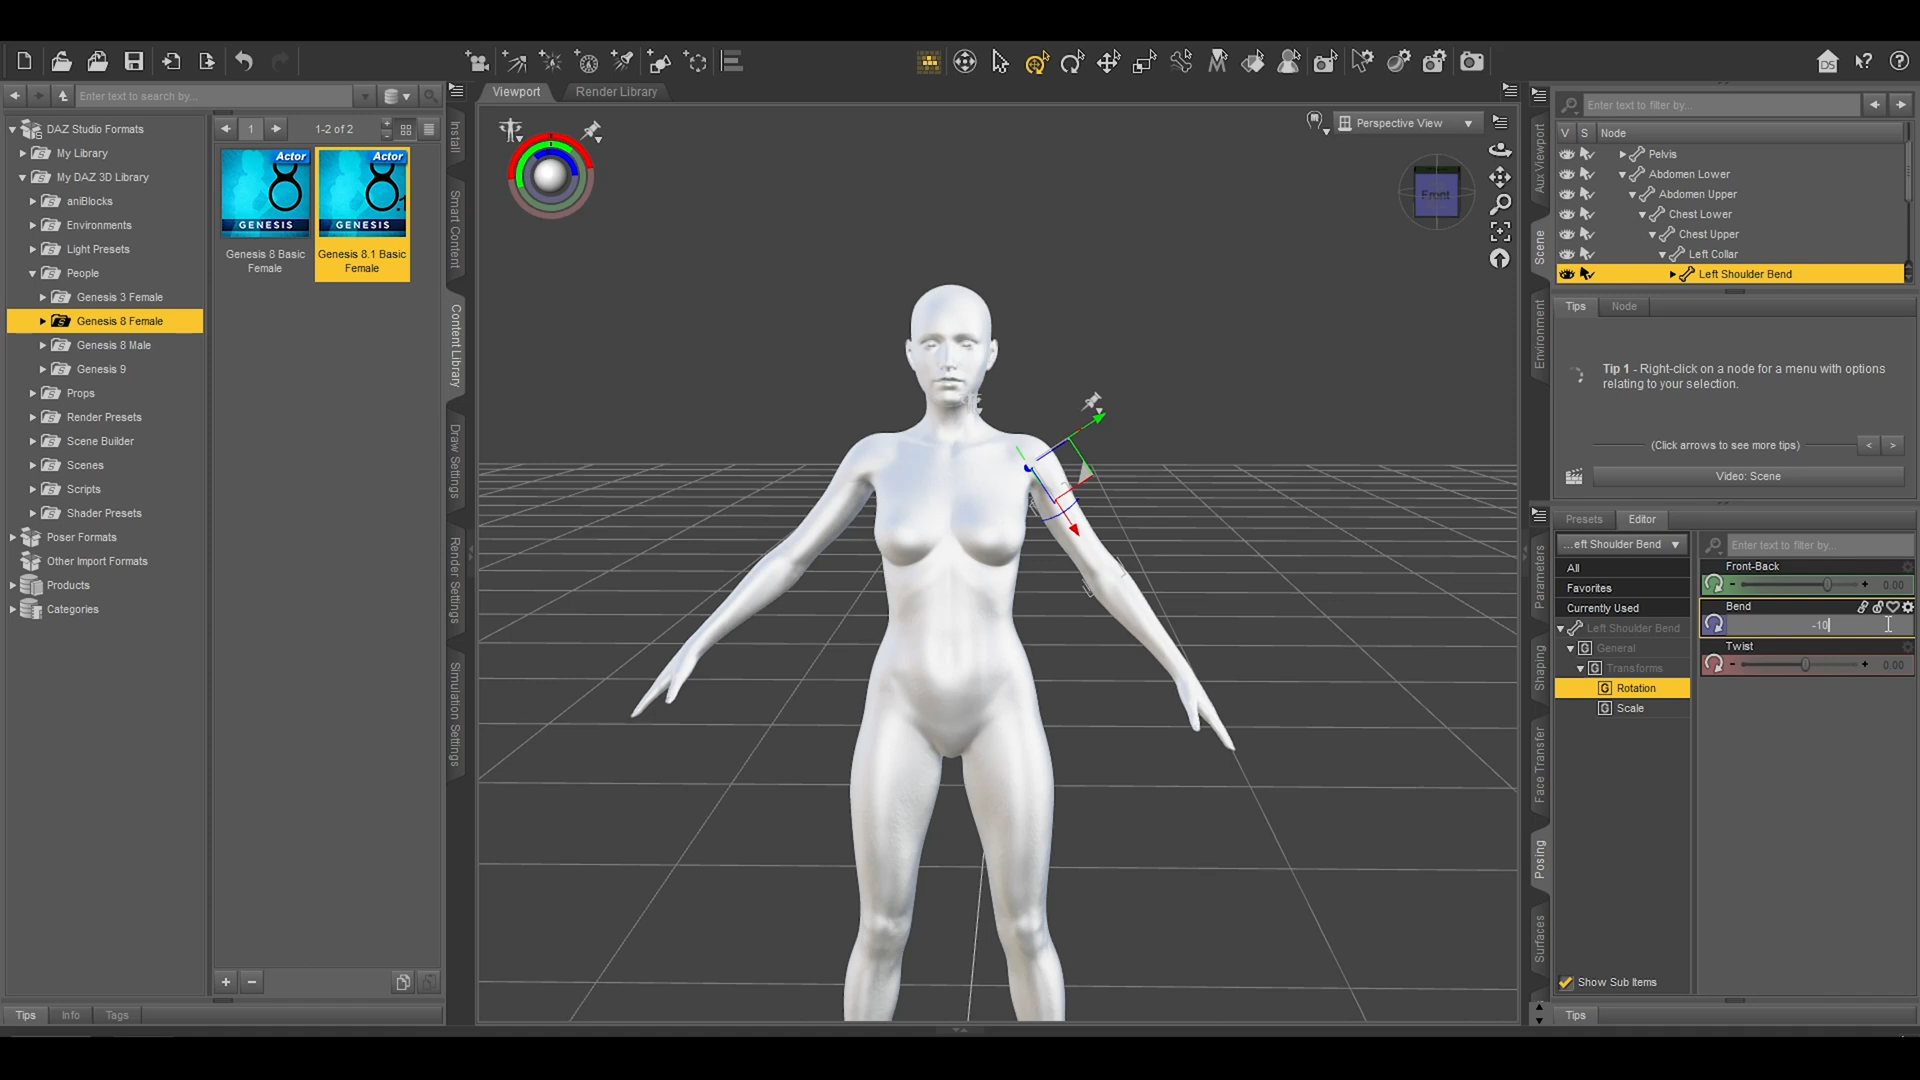 Enter text to search by...
DAZ Studio Formats
My Library
My DAZ 3D Library
aniBlocks
Environments
Light Presets
People
Genesis 3 Female
Genesis 8 Female
Genesis 8 Male
Genesis 9
Props
Render Presets
Scene Builder
Scenes
Scripts
Shader Presets
Poser Formats
Other Import Formats
Products
Categories
Tips Info Tags
1 1-2 of 2
Actor
8
GENESIS
Genesis 8 Basic
Female
Actor
8.1
GENESIS
Genesis 8.1 Basic
Female
Install
Smart Content
Content Library
Draw Settings
Render Settings
Simulation Settings
Viewport Render Library
Perspective View
Front
DS
Aux Viewport
Scene
Environment
Enter text to filter by...
V S Node
Pelvis
Abdomen Lower
Abdomen Upper
Chest Lower
Chest Upper
Left Collar
Left Shoulder Bend
Tips Node
Tip 1 - Right-click on a node for a menu with options
relating to your selection.
(Click arrows to see more tips) < >
Video: Scene
Parameters
Shaping
Face Transfer
Posing
Surfaces
Presets Editor
...eft Shoulder Bend
All
Favorites
Currently Used
Left Shoulder Bend
General
Transforms
Rotation
Scale
Show Sub Items
Enter text to filter by...
Front-Back
0.00
Bend
-10
Twist
0.00
Tips